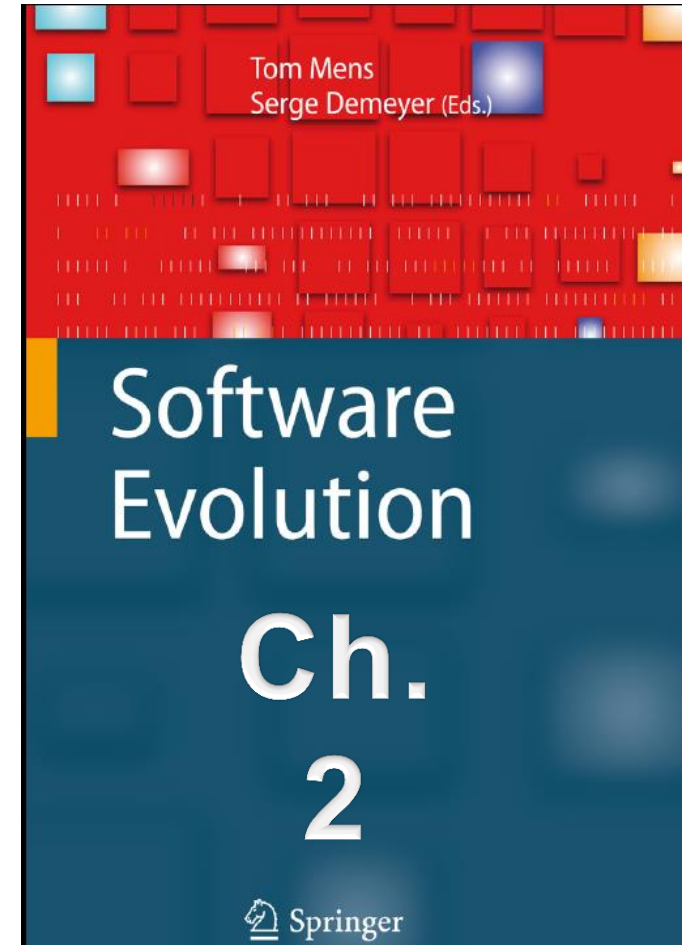 Tom Mens
Serge Demeyer (Eds.)
Software
Evolution
Ch.
2
Springer